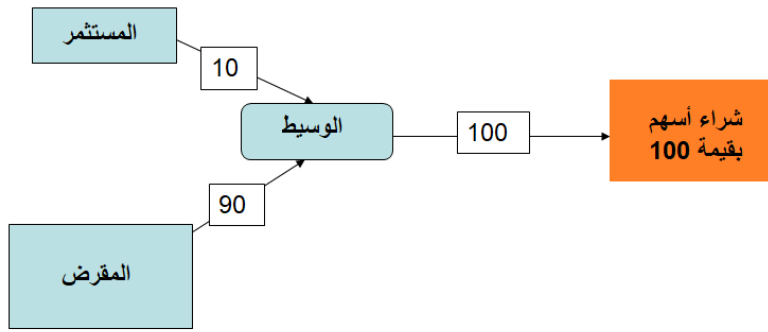 المستثمر
10
الوسيط
100
شراء أسهم
بقيمة 100
90
المقرض